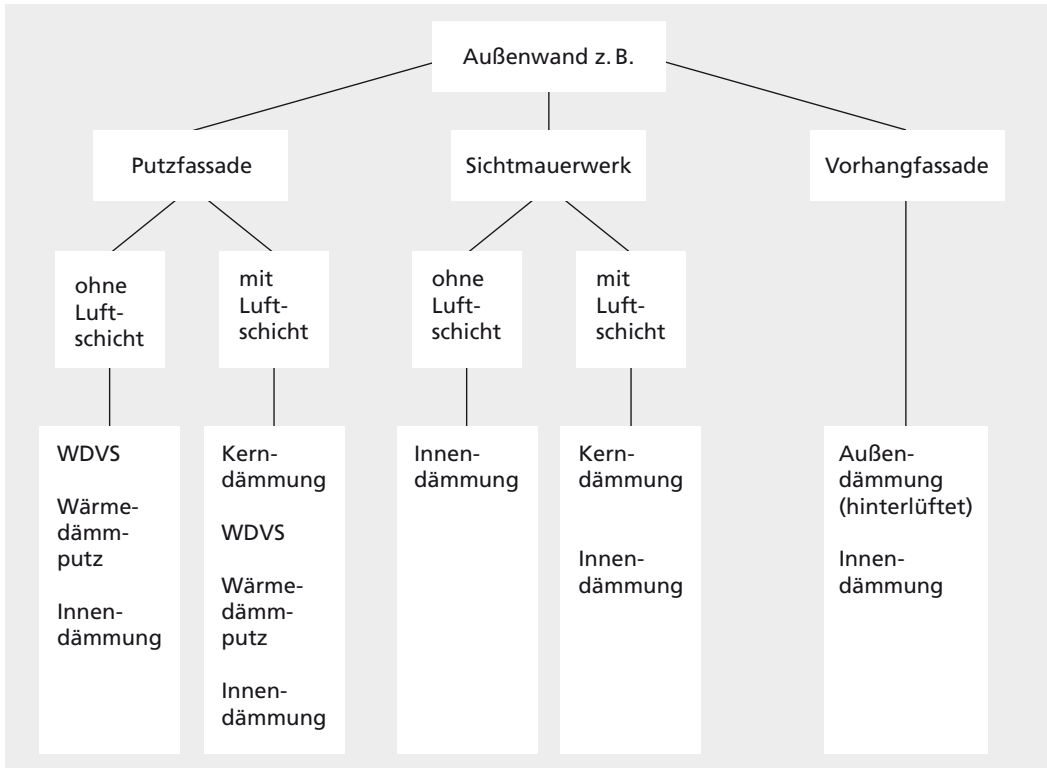 Außenwand z. B.
Putzfassade
Sichtmauerwerk
Vorhangfassade
ohne
Luft-
schicht
mit
Luft-
schicht
ohne
Luft-
schicht
mit
Luft-
schicht
WDVS
Wärme-
dämm-
putz
Innen-
dämmung
Kern-
dämmung
WDVS
Wärme-
dämm-
putz
Innen-
dämmung
Innen-
dämmung
Kern-
dämmung
Innen-
dämmung
Außen-
dämmung
(hinterlüftet)
Innen-
dämmung